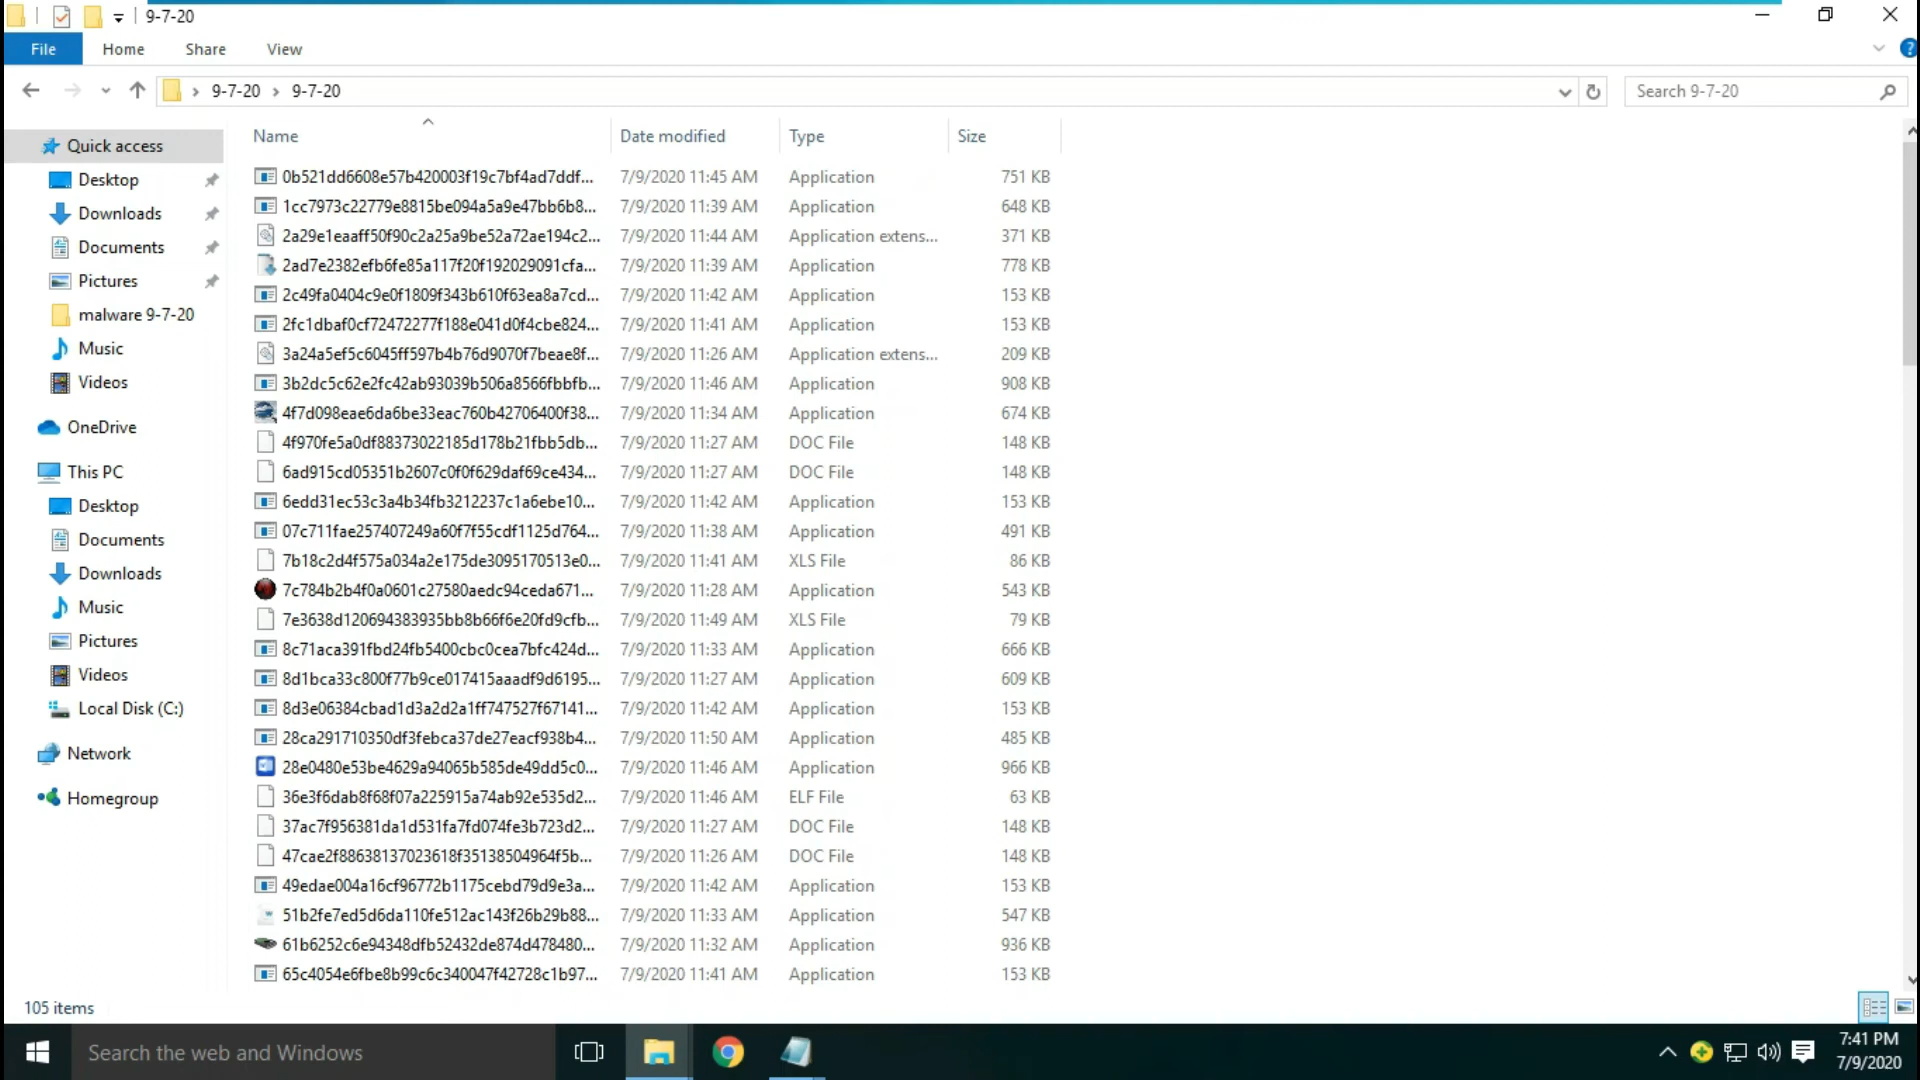 9-7-20
File Home Share View
9-7-20 9-7-20 Search 9-7-20
Name Date modified Type Size
Quick access
Desktop
Downloads
Documents
Pictures
malware 9-7-20
Music
Videos
OneDrive
This PC
Desktop
Documents
Downloads
Music
Pictures
Videos
Local Disk (C:)
Network
Homegroup
0b521dd6608e57b420003f19c7bf4ad7ddf... 7/9/2020 11:45 AM Application 751 KB
1cc7973c22779e8815be094a5a9e47bb6b8... 7/9/2020 11:39 AM Application 648 KB
2a29e1eaaff50f90c2a25a9be52a72ae194c2... 7/9/2020 11:44 AM Application extens... 371 KB
2ad7e2382efb6fe85a117f20f192029091cfa... 7/9/2020 11:39 AM Application 778 KB
2c49fa0404c9e0f1809f343b610f63ea8a7cd... 7/9/2020 11:42 AM Application 153 KB
2fc1dbaf0cf72472277f188e041d0f4cbe824... 7/9/2020 11:41 AM Application 153 KB
3a24a5ef5c6045ff597b4b76d9070f7beae8f... 7/9/2020 11:26 AM Application extens... 209 KB
3b2dc5c62e2fc42ab93039b506a8566fbbfb... 7/9/2020 11:46 AM Application 908 KB
4f7d098eae6da6be33eac760b42706400f38... 7/9/2020 11:34 AM Application 674 KB
4f970fe5a0df88373022185d178b21fbb5db... 7/9/2020 11:27 AM DOC File 148 KB
6ad915cd05351b2607c0f0f629daf69ce434... 7/9/2020 11:27 AM DOC File 148 KB
6edd31ec53c3a4b34fb3212237c1a6ebe10... 7/9/2020 11:42 AM Application 153 KB
07c711fae257407249a60f7f55cdf1125d764... 7/9/2020 11:38 AM Application 491 KB
7b18c2d4f575a034a2e175de3095170513e0... 7/9/2020 11:41 AM XLS File 86 KB
7c784b2b4f0a0601c27580aedc94ceda671... 7/9/2020 11:28 AM Application 543 KB
7e3638d120694383935bb8b66f6e20fd9cfb... 7/9/2020 11:49 AM XLS File 79 KB
8c71aca391fbd24fb5400cbc0cea7bfc424d... 7/9/2020 11:33 AM Application 666 KB
8d1bca33c800f77b9ce017415aaadf9d6195... 7/9/2020 11:27 AM Application 609 KB
8d3e06384cbad1d3a2d2a1ff747527f67141... 7/9/2020 11:42 AM Application 153 KB
28ca291710350df3febca37de27eacf938b4... 7/9/2020 11:50 AM Application 485 KB
28e0480e53be4629a94065b585de49dd5c0... 7/9/2020 11:46 AM Application 966 KB
36e3f6dab8f68f07a225915a74ab92e535d2... 7/9/2020 11:46 AM ELF File 63 KB
37ac7f956381da1d531fa7fd074fe3b723d2... 7/9/2020 11:27 AM DOC File 148 KB
47cae2f88638137023618f35138504964f5b... 7/9/2020 11:26 AM DOC File 148 KB
49edae004a16cf96772b1175cebd79d9e3a... 7/9/2020 11:42 AM Application 153 KB
51b2fe7ed5d6da110fe512ac143f26b29b88... 7/9/2020 11:33 AM Application 547 KB
61b6252c6e94348dfb52432de874d478480... 7/9/2020 11:32 AM Application 936 KB
65c4054e6fbe8b99c6c340047f42728c1b97... 7/9/2020 11:41 AM Application 153 KB
105 items
Search the web and Windows
7:41 PM
7/9/2020